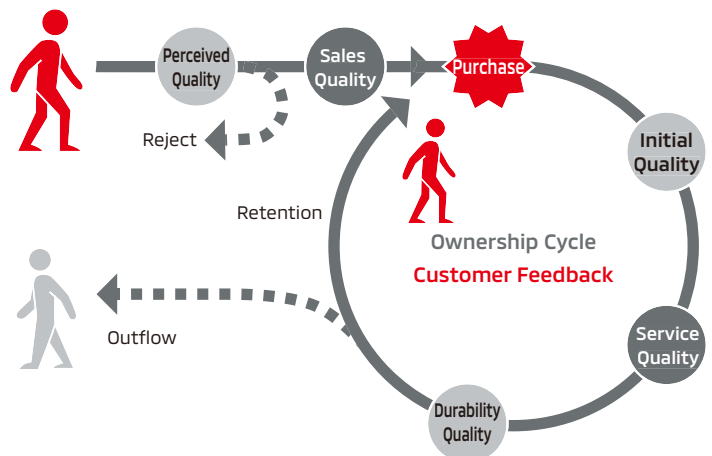 Perceived
Quality
Sales
Quality
Purchase
Reject
Initial
Quality
Retention
Ownership Cycle
Customer Feedback
Outflow
Service
Quality
Durability
Quality